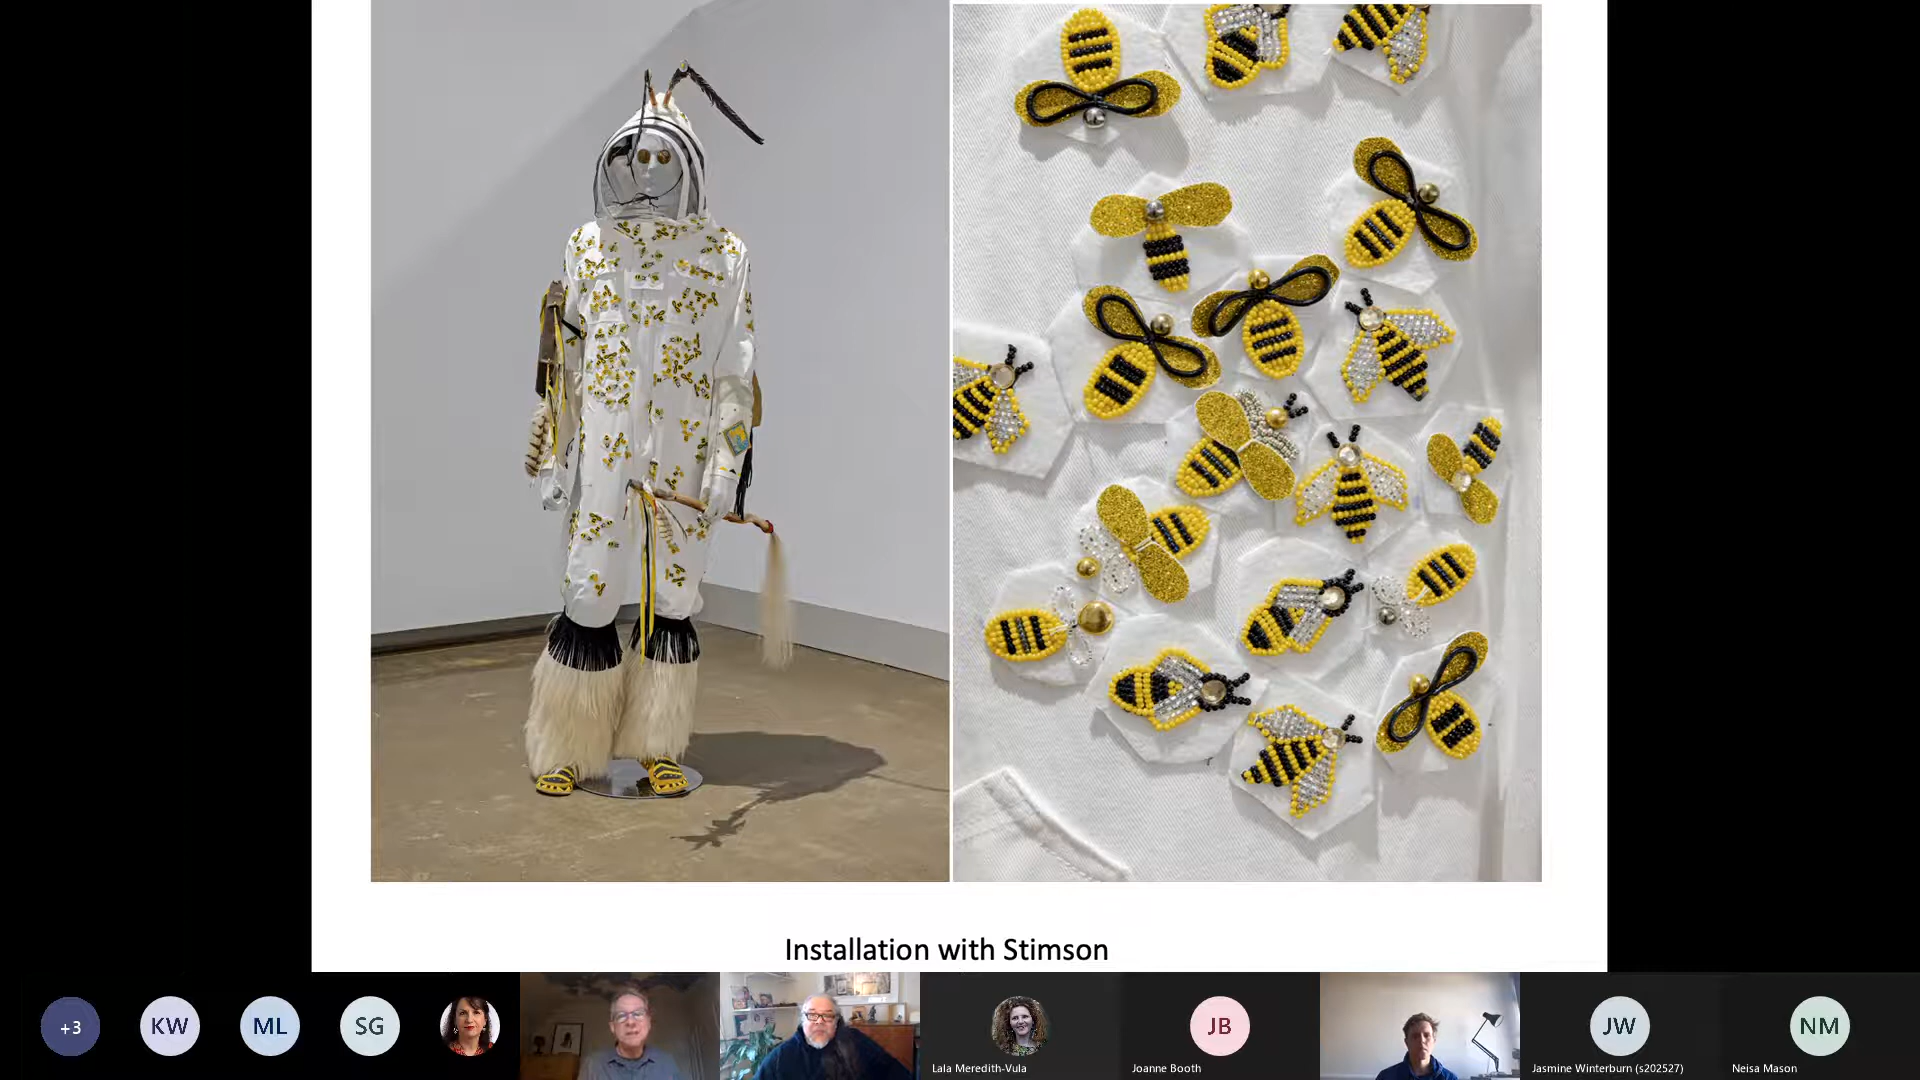 Installation with Stimson
+3
KW
ML
SG
Lala Meredith-Vula
JB
Joanne Booth
JW
Jasmine Winterburn (s202527)
NM
Neisa Mason